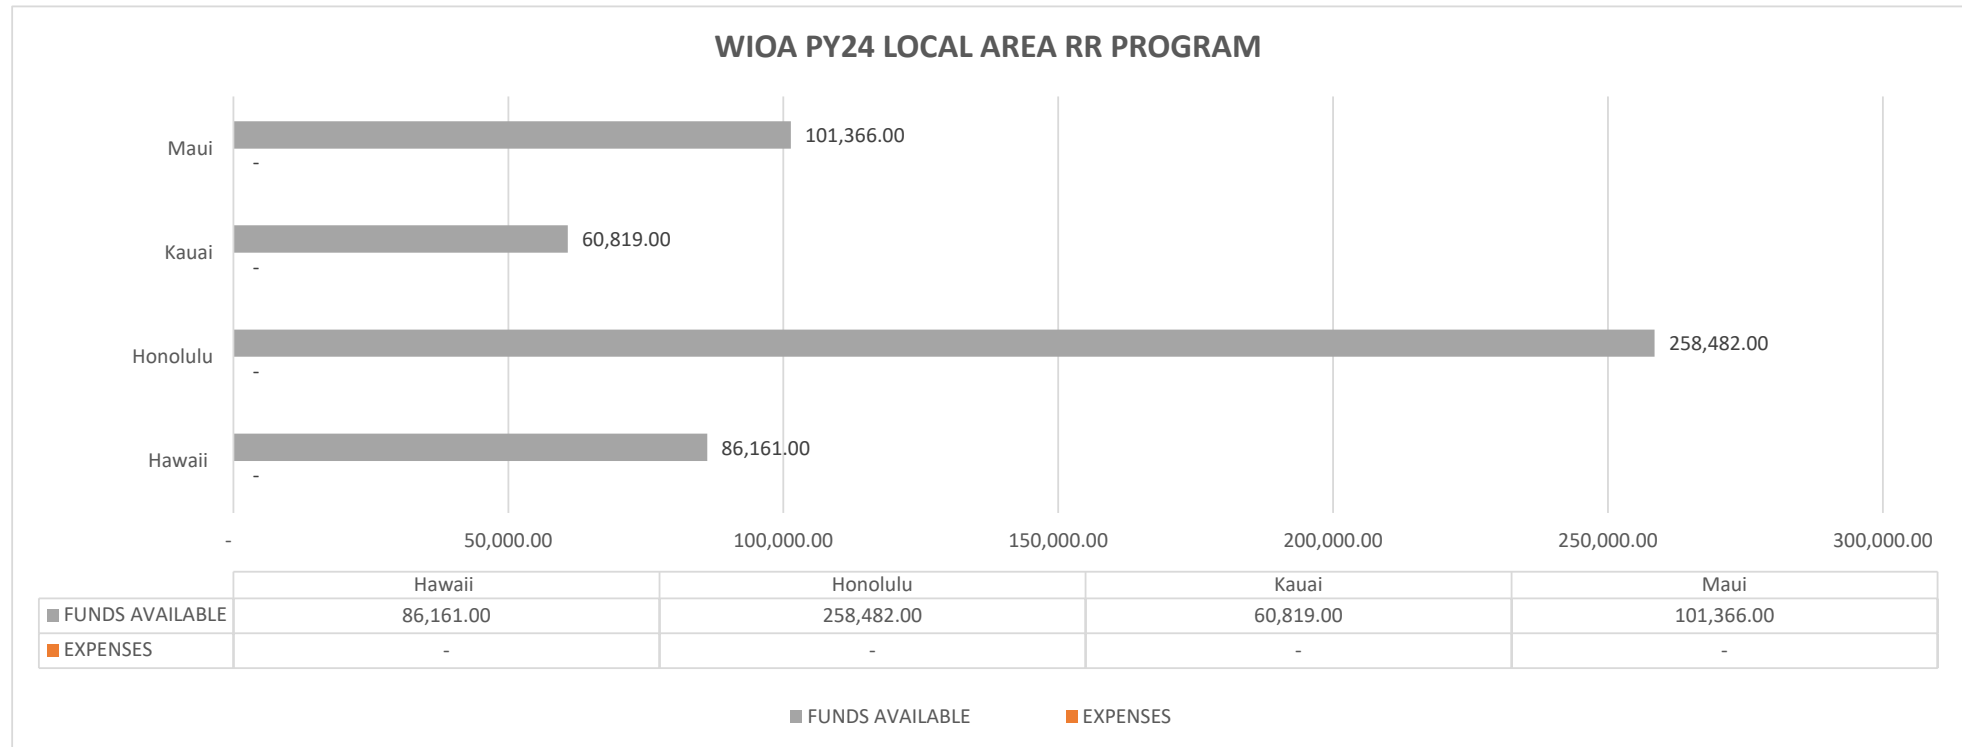 WIOA PY24 LOCAL AREA RR PROGRAM
Maui
101,366.00
-
Kauai
60,819.00
-
Honolulu
258,482.00
-
Hawaii
86,161.00
-
- 50,000.00 100,000.00 150,000.00 200,000.00 250,000.00 300,000.00
Hawaii Honolulu Kauai Maui
FUNDS AVAILABLE 86,161.00 258,482.00 60,819.00 101,366.00
EXPENSES - - - -
FUNDS AVAILABLE EXPENSES